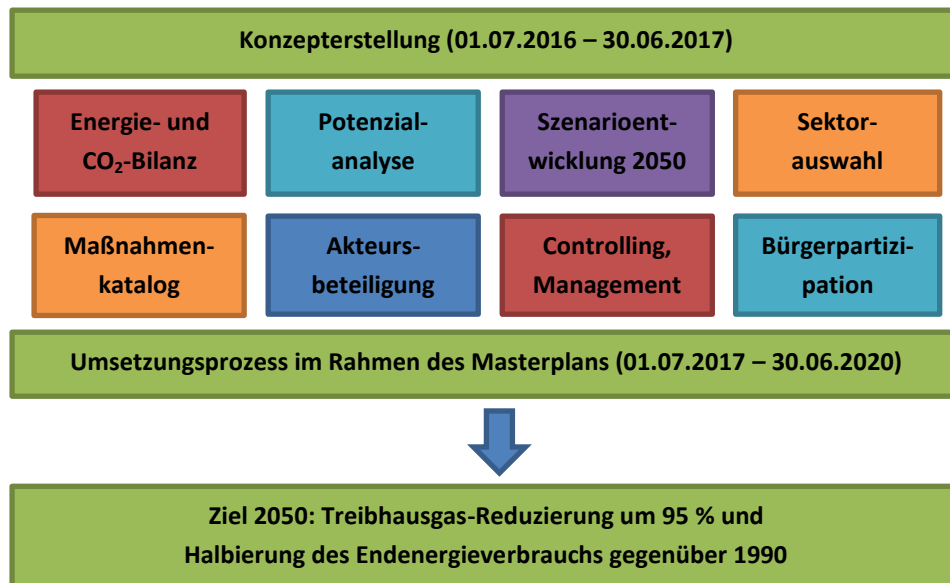 Konzepterstellung (01.07.2016 – 30.06.2017)
Energie- und
CO₂-Bilanz
Potenzial-
analyse
Szenarioent-
wicklung 2050
Sektor-
auswahl
Maßnahmen-
katalog
Akteurs-
beteiligung
Controlling,
Management
Bürgerpartizi-
pation
Umsetzungsprozess im Rahmen des Masterplans (01.07.2017 – 30.06.2020)
Ziel 2050: Treibhausgas-Reduzierung um 95 % und
Halbierung des Endenergieverbrauchs gegenüber 1990